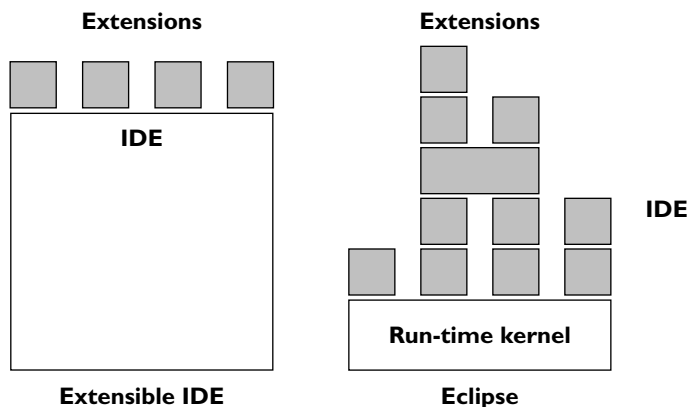 Extensions
IDE
Extensible IDE
Extensions
IDE
Run-time kernel
Eclipse